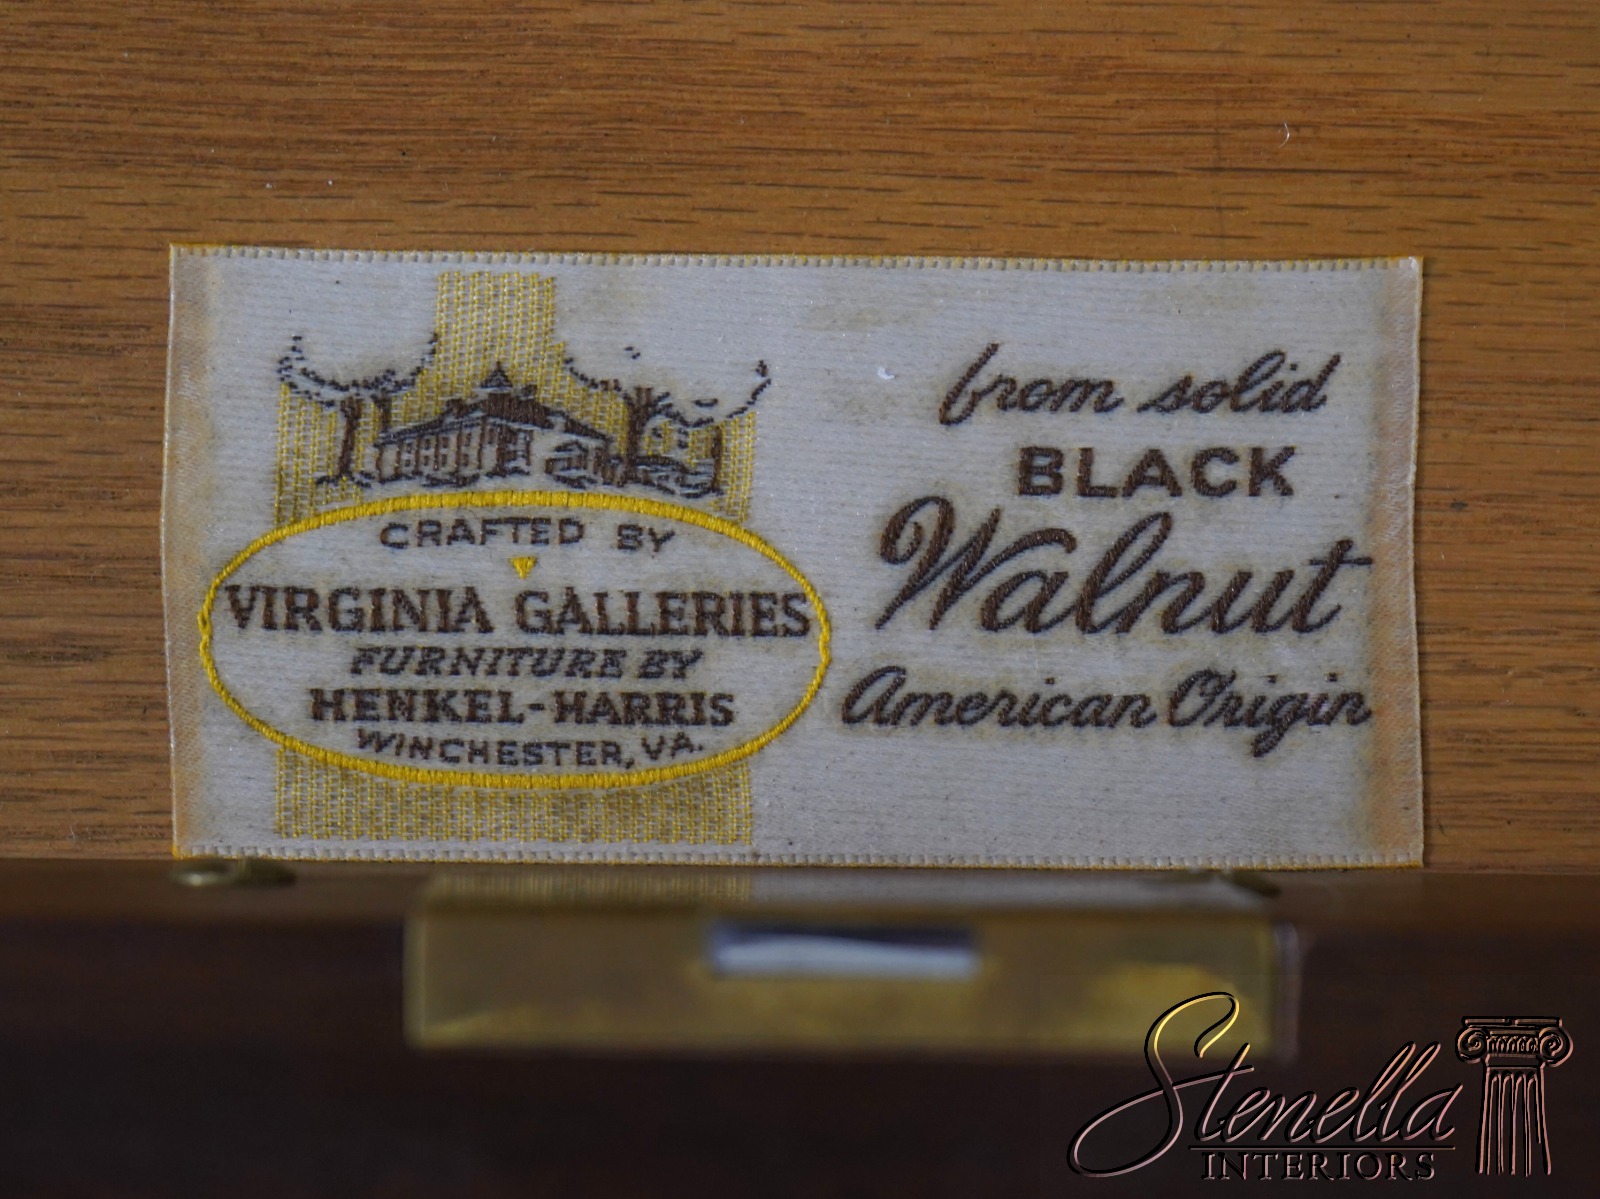 CRAFTED BY
VIRGINIA GALLERIES
FURNITURE BY
HENKEL-HARRIS
WINCHESTER, VA.
from solid
BLACK
Walnut
American Origin
Stenella
INTERIORS